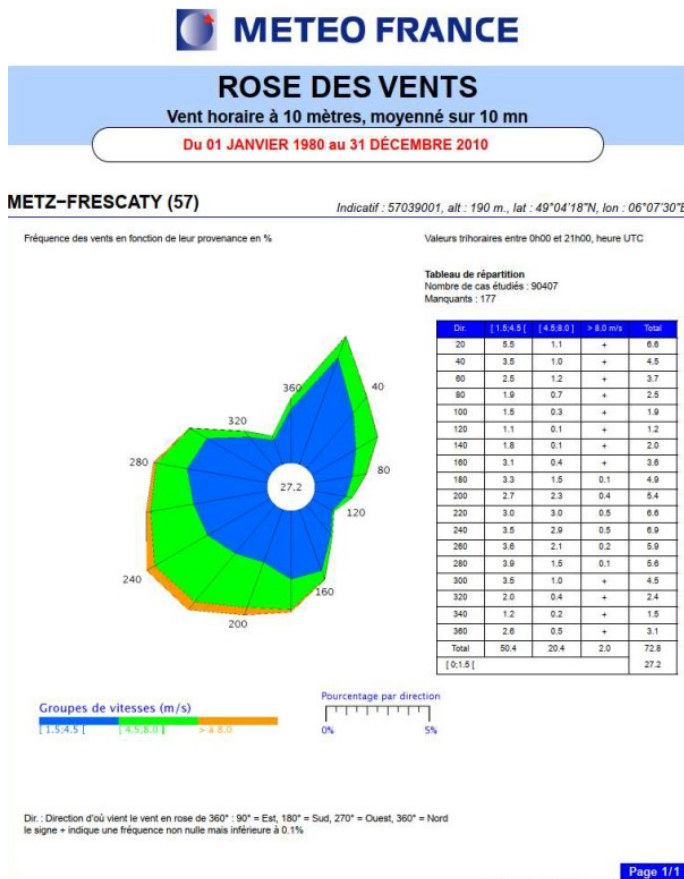 METEO FRANCE
ROSE DES VENTS
Vent horaire à 10 mètres, moyenné sur 10 mn
Du 01 JANVIER 1980 au 31 DÉCEMBRE 2010
METZ−FRESCATY (57)
Indicatif : 57039001, alt : 190 m., lat : 49°04'18"N, lon : 06°07'30"E
Fréquence des vents en fonction de leur provenance en %
Valeurs trihoraires entre 0h00 et 21h00, heure UTC
Tableau de répartition
Nombre de cas étudiés : 90407
Manquants : 177
Dir. [ 1.5;4.5 [ [ 4.5;8.0 ] > 8.0 m/s Total
20 5.5 1.1 + 6.6
40 3.5 1.0 + 4.5
60 2.5 1.2 + 3.7
80 1.9 0.7 + 2.5
100 1.5 0.3 + 1.9
120 1.1 0.1 + 1.2
140 1.8 0.1 + 2.0
160 3.1 0.4 + 3.6
180 3.3 1.5 0.1 4.9
200 2.7 2.3 0.4 5.4
220 3.0 3.0 0.5 6.6
240 3.5 2.9 0.5 6.9
260 3.6 2.1 0.2 5.9
280 3.9 1.5 0.1 5.6
300 3.5 1.0 + 4.5
320 2.0 0.4 + 2.4
340 1.2 0.2 + 1.5
360 2.6 0.5 + 3.1
Total 50.4 20.4 2.0 72.8
[ 0;1.5 [ 27.2
360
40
320
280
80
27.2
120
240
160
200
Groupes de vitesses (m/s)
[ 1.5;4.5 [ [ 4.5;8.0 ] > à 8.0
Pourcentage par direction
0% 5%
Dir. : Direction d'où vient le vent en rose de 360° : 90° = Est, 180° = Sud, 270° = Ouest, 360° = Nord
le signe + indique une fréquence non nulle mais inférieure à 0.1%
Page 1/1